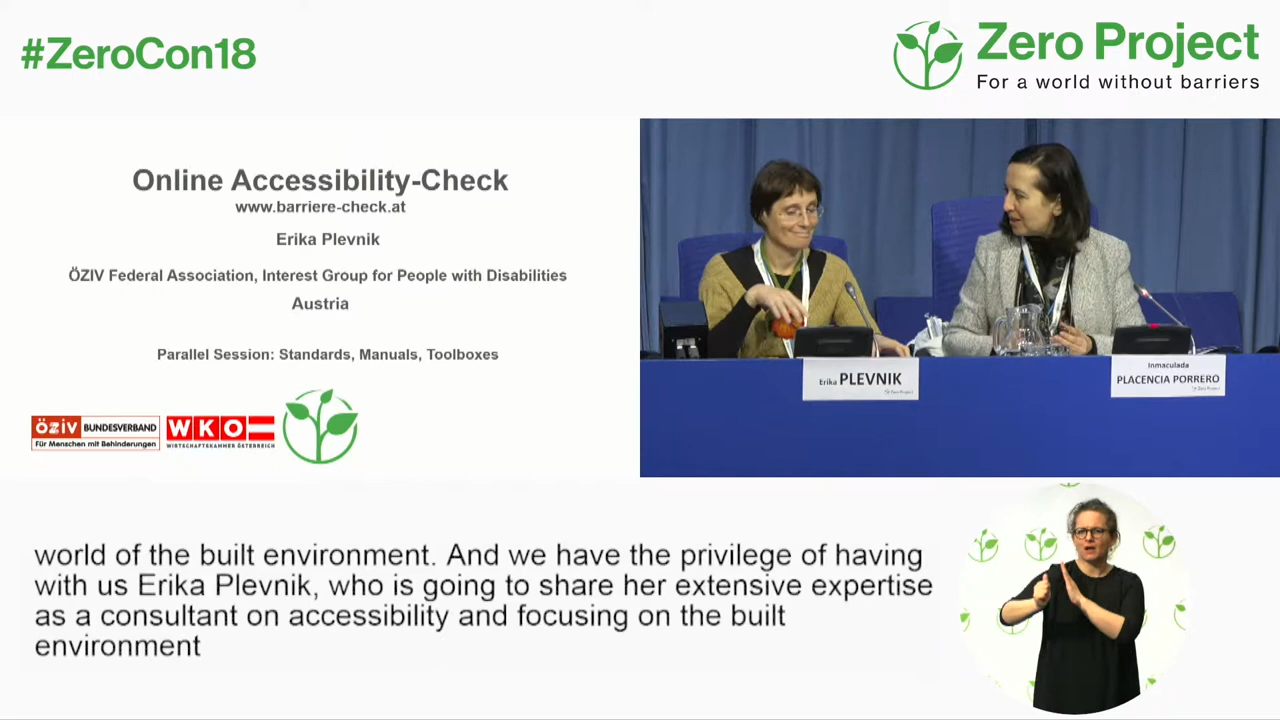 #ZeroCon18
Zero Project
For a world without barriers
Online Accessibility-Check
www.barriere-check.at
Erika Plevnik
ÖZIV Federal Association, Interest Group for People with Disabilities
Austria
Parallel Session: Standards, Manuals, Toolboxes
öziv BUNDESVERBAND
Für Menschen mit Behinderungen
WKO
WIRTSCHAFTSKAMMER ÖSTERREICH
Erika PLEVNIK
Zero Project
Inmaculada
PLACENCIA PORRERO
Zero Project
world of the built environment. And we have the privilege of having
with us Erika Plevnik, who is going to share her extensive expertise
as a consultant on accessibility and focusing on the built
environment